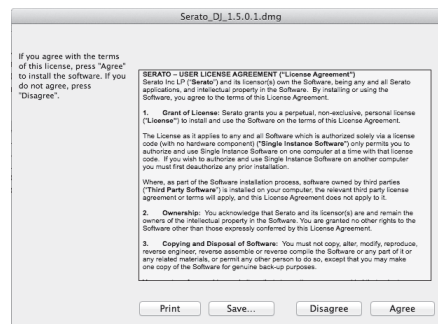 Serato_DJ_1.5.0.1.dmg
If you agree with the terms
of this license, press "Agree"
to install the software. If you
do not agree, press
"Disagree".
SERATO – USER LICENSE AGREEMENT ("License Agreement")
Serato Inc LP ("Serato") and its licensor(s) own the Software, being any and all Serato
applications, and intellectual property in the Software. By installing or using the
Software, you agree to the terms of this License Agreement.
1. Grant of License: Serato grants you a perpetual, non-exclusive, personal license
("License") to install and use the Software on the terms of this License Agreement.
The License as it applies to any and all Software which is authorized solely via a license
code (with no hardware component) ("Single Instance Software") only permits you to
authorize and use Single Instance Software on one computer at a time with that license
code. If you wish to authorize and use Single Instance Software on another computer
you must first deauthorize any prior installation.
Where, as part of the Software installation process, software owned by third parties
("Third Party Software") is installed on your computer, the relevant third party license
agreement or terms will apply, and this License Agreement does not apply to it.
2. Ownership: You acknowledge that Serato and its licensor(s) are and remain the
owners of the intellectual property in the Software. You are granted no other rights to the
Software other than those expressly conferred by this License Agreement.
3. Copying and Disposal of Software: You must not copy, alter, modify, reproduce,
reverse engineer, reverse assemble or reverse compile the Software or any part of it or
any related materials, or permit any other person to do so, except that you may make
one copy of the Software for genuine back-up purposes.
Print Save... Disagree Agree